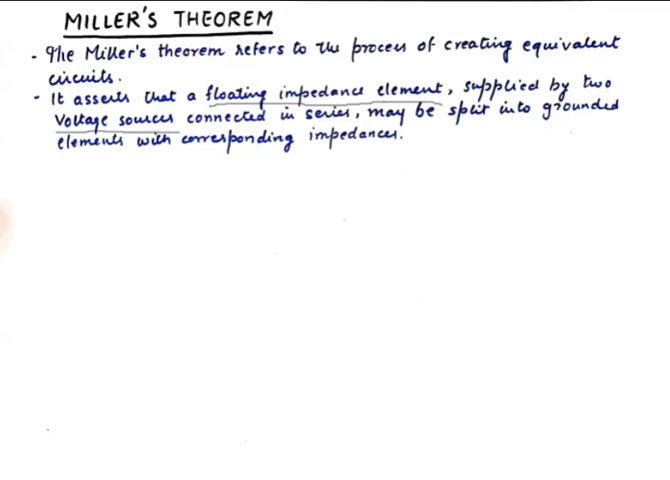 MILLER'S THEOREM
- The Miller's theorem refers to the process of creating equivalent
circuits.
- It asserts that a floating impedance element, supplied by two
Voltage sources connected in series, may be split into grounded
elements with corresponding impedances.